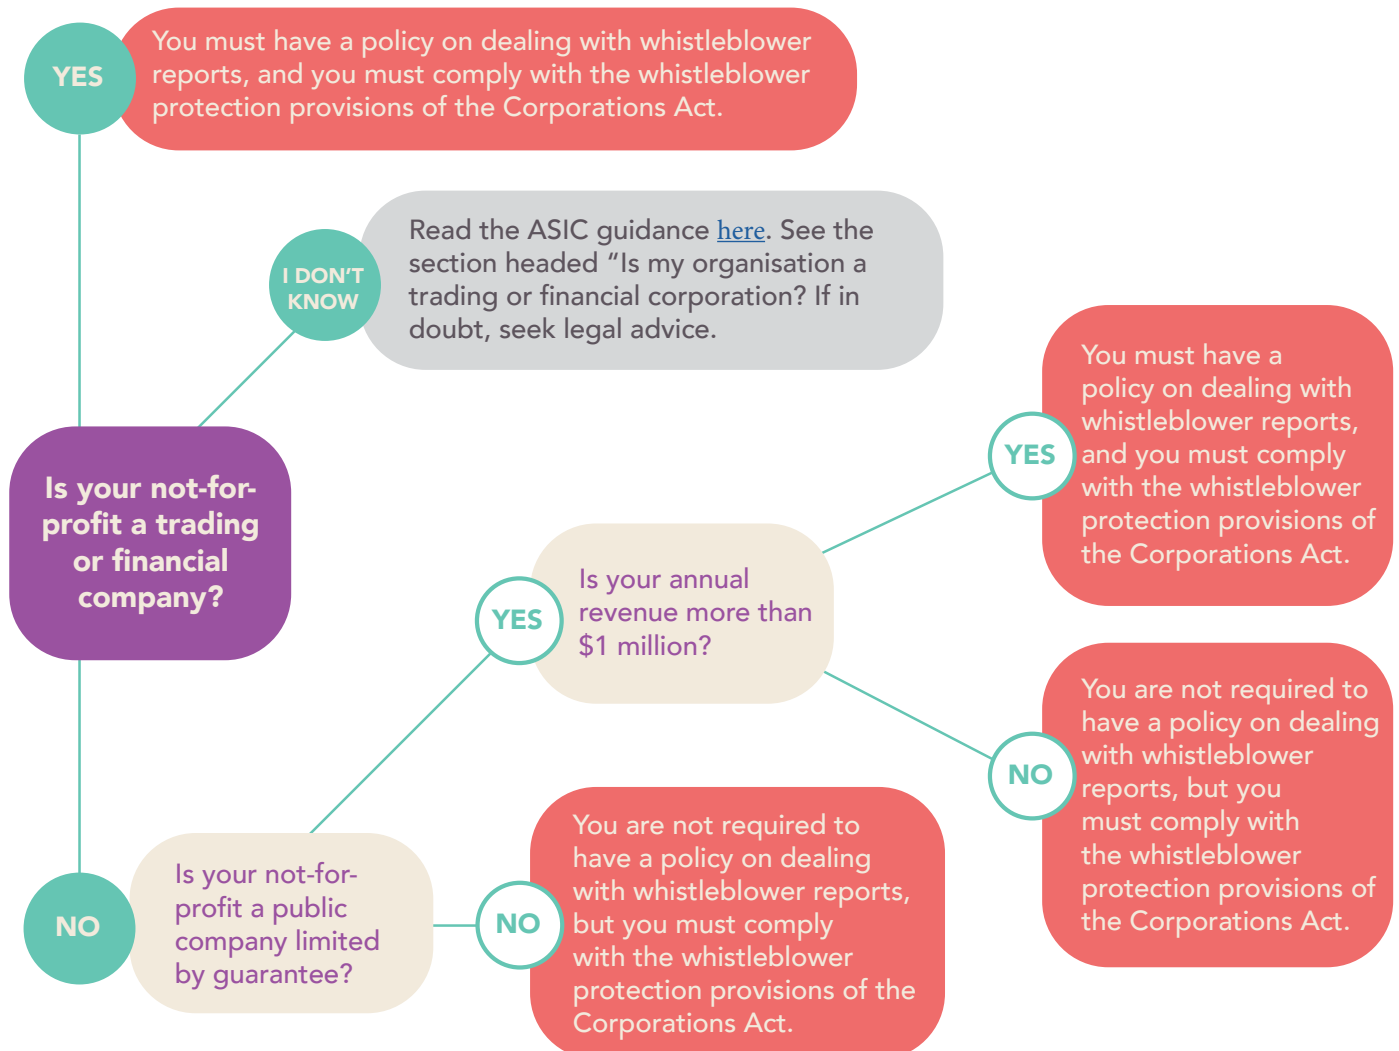 YES
You must have a policy on dealing with whistleblower
reports, and you must comply with the whistleblower
protection provisions of the Corporations Act.
I DON'T
KNOW
Read the ASIC guidance here. See the
section headed “Is my organisation a
trading or financial corporation? If in
doubt, seek legal advice.
Is your not-for-
profit a trading
or financial
company?
NO
Is your not-for-
profit a public
company limited
by guarantee?
YES
Is your annual
revenue more than
$1 million?
YES
You must have a
policy on dealing with
whistleblower reports,
and you must comply
with the whistleblower
protection provisions of
the Corporations Act.
NO
You are not required to
have a policy on dealing
with whistleblower
reports, but you
must comply with
the whistleblower
protection provisions of
the Corporations Act.
NO
You are not required to
have a policy on dealing
with whistleblower reports,
but you must comply
with the whistleblower
protection provisions of the
Corporations Act.